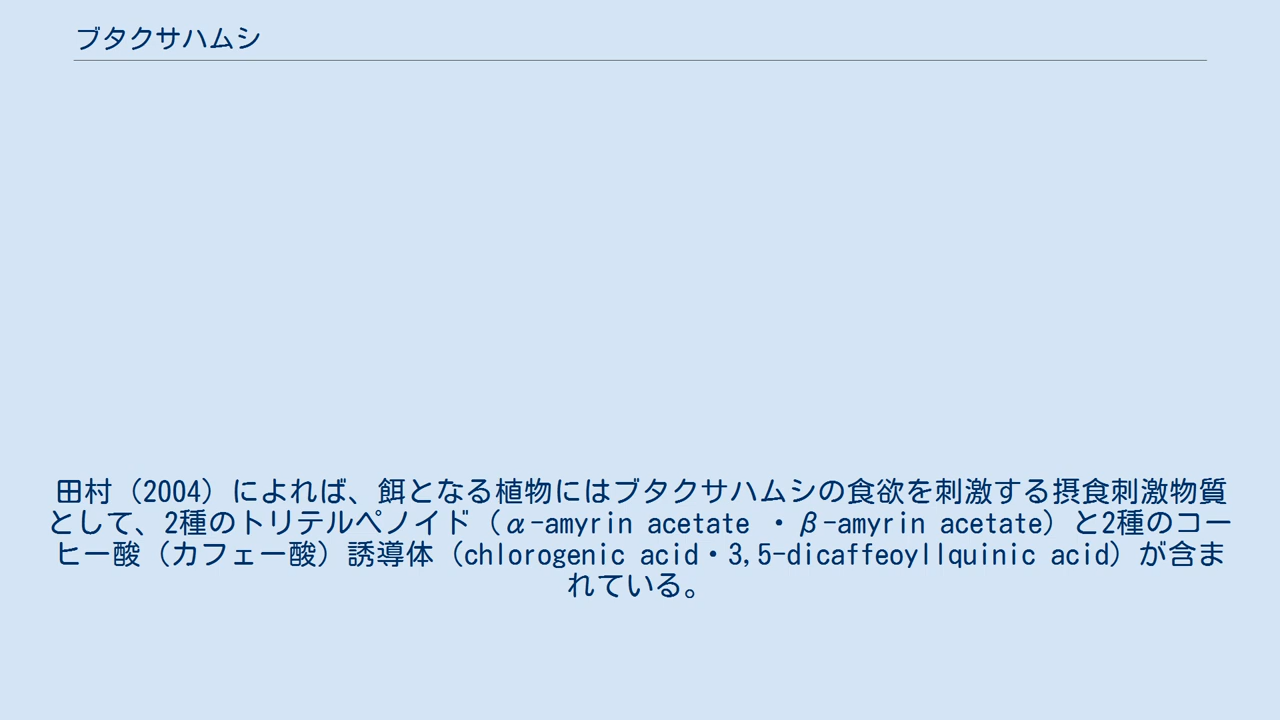 ブタクサハムシ
田村（2004）によれば、餌となる植物にはブタクサハムシの食欲を刺激する摂食刺激物質
として、2種のトリテルペノイド（α-amyrin acetate ・β-amyrin acetate）と2種のコー
ヒー酸（カフェー酸）誘導体（chlorogenic acid・3,5-dicaffeoyllquinic acid）が含ま
れている。